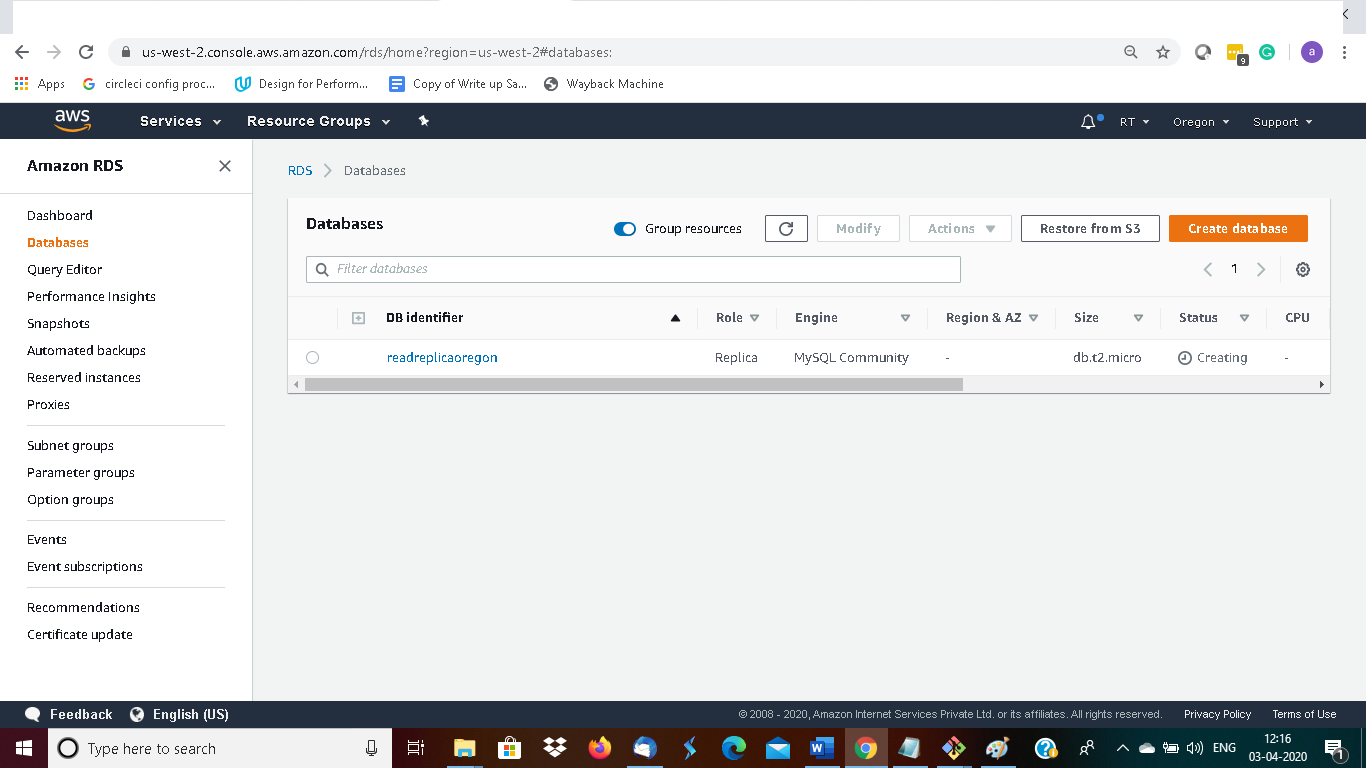 us-west-2.console.aws.amazon.com/rds/home?region=us-west-2#databases:
9
a
Apps
circleci config proc...
Design for Perform...
Copy of Write up Sa...
Wayback Machine
aws
Services
Resource Groups
RT
Oregon
Support
Amazon RDS
Dashboard
Databases
Query Editor
Performance Insights
Snapshots
Automated backups
Reserved instances
Proxies
Subnet groups
Parameter groups
Option groups
Events
Event subscriptions
Recommendations
Certificate update
RDS > Databases
Databases
Group resources
Modify
Actions
Restore from S3
Create database
Filter databases
1
DB identifier Role Engine Region & AZ Size Status CPU
readreplicaoregon Replica MySQL Community - db.t2.micro Creating -
Feedback
English (US)
© 2008 - 2020, Amazon Internet Services Private Ltd. or its affiliates. All rights reserved.
Privacy Policy
Terms of Use
Type here to search
ENG
12:16
03-04-2020
1